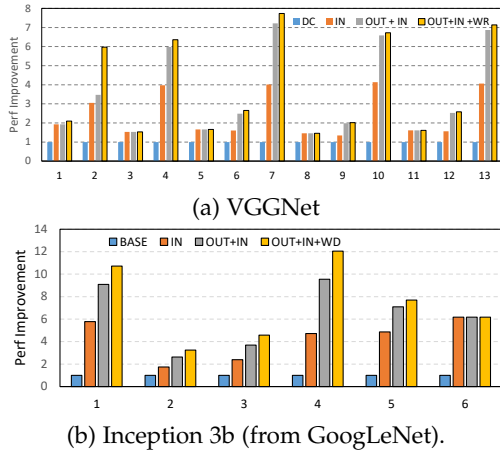 8
DC IN OUT + IN OUT+IN +WR
7
6
5
4
3
2
1
0
Perf Improvement
1 2 3 4 5 6 7 8 9 10 11 12 13
(a) VGGNet
14
BASE IN OUT+IN OUT+IN+WD
12
10
8
6
4
2
0
Perf Improvement
1 2 3 4 5 6
(b) Inception 3b (from GoogLeNet).